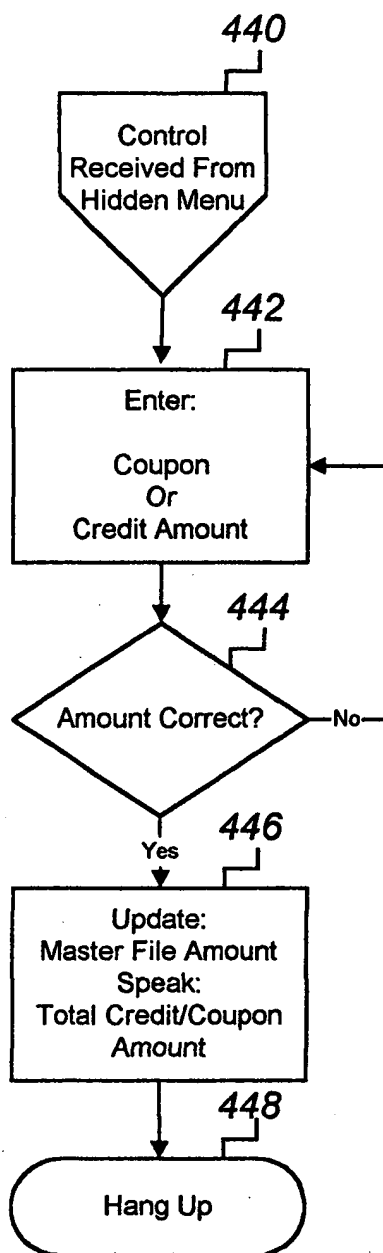 440
Control
Received From
Hidden Menu
442
Enter:
Coupon
Or
Credit Amount
444
Amount Correct?
No
Yes
446
Update:
Master File Amount
Speak:
Total Credit/Coupon
Amount
448
Hang Up